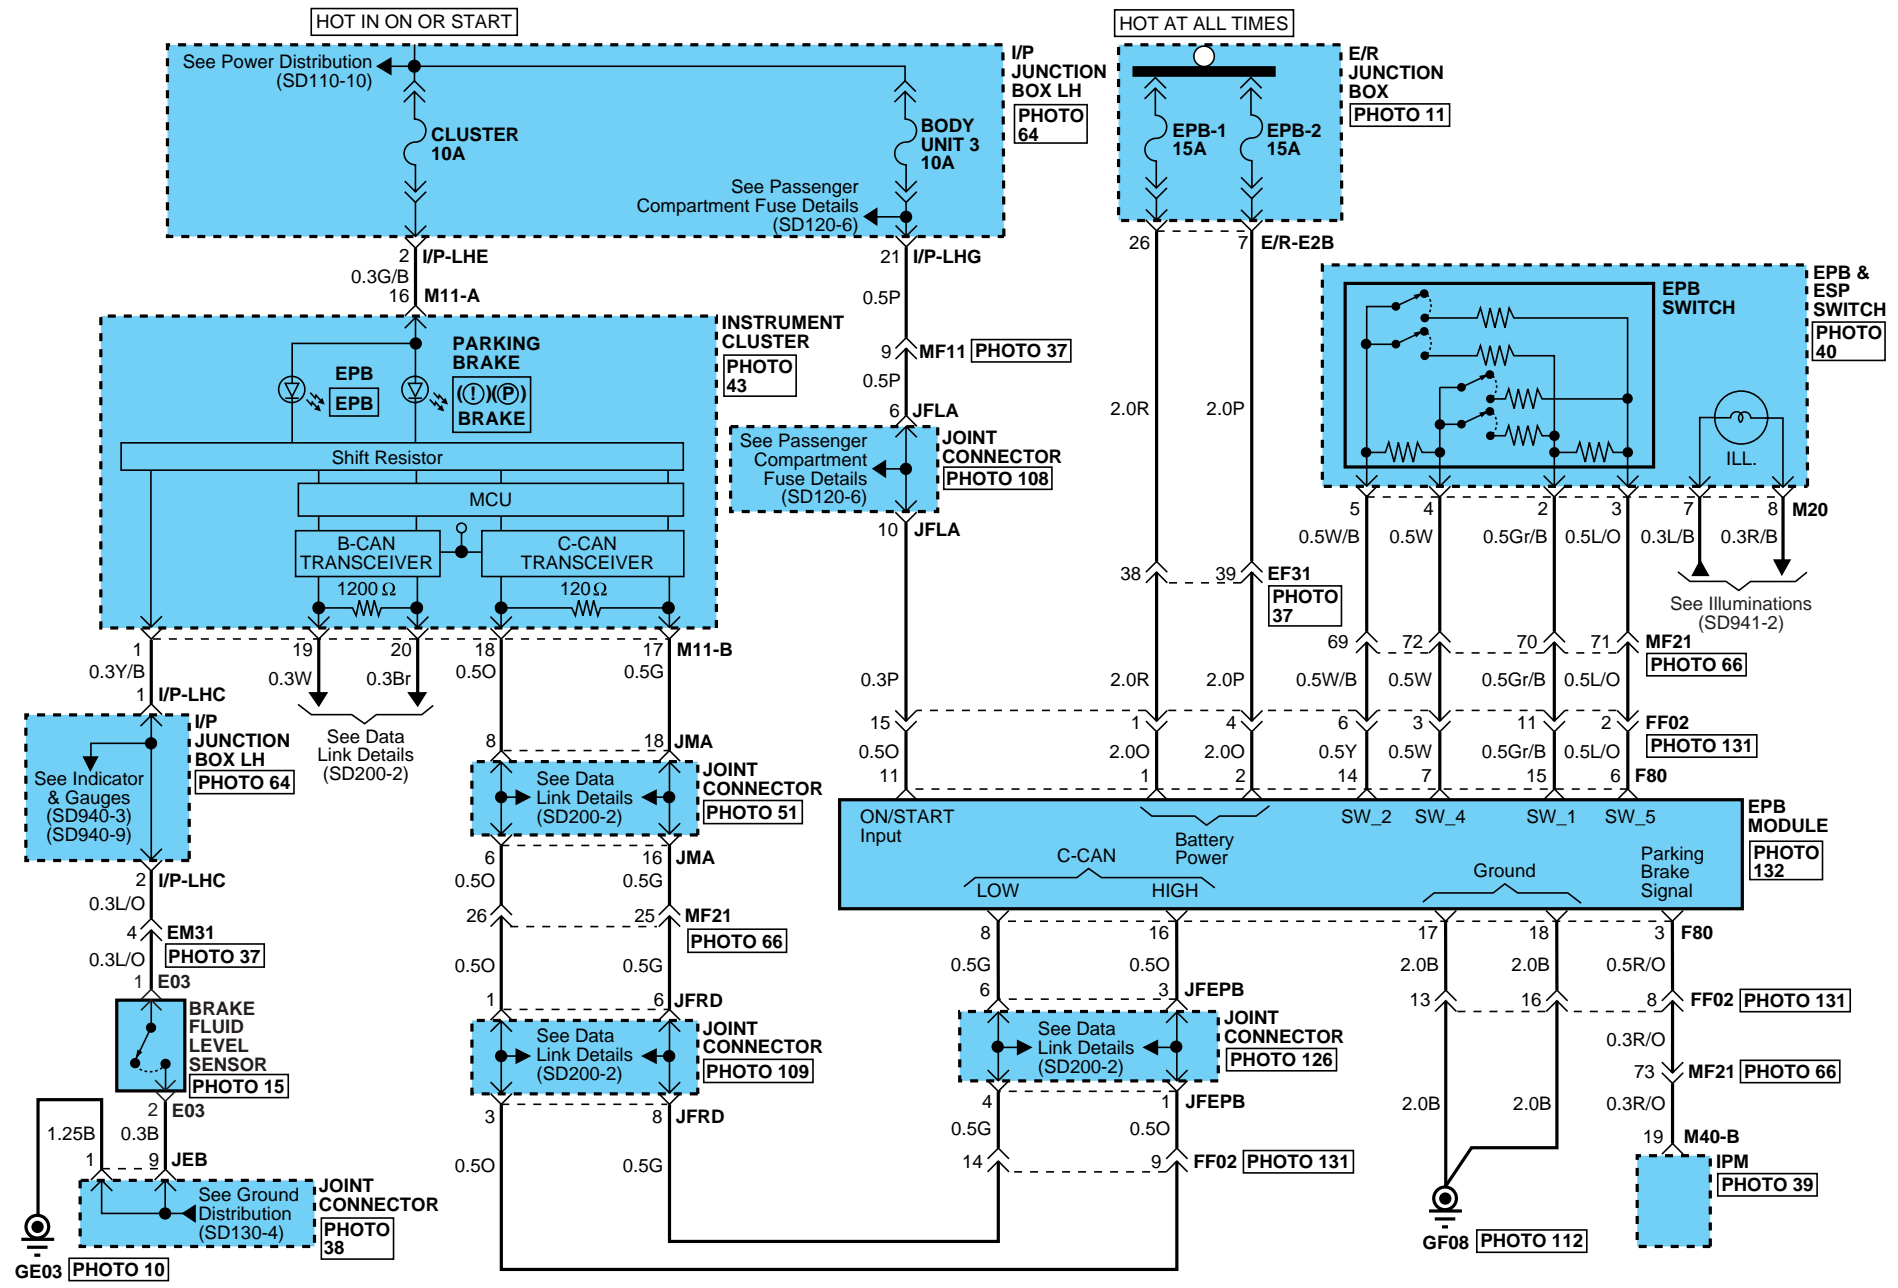 HOT IN ON OR START
HOT AT ALL TIMES
See Power Distribution
(SD110-10)
CLUSTER
10A
BODY
UNIT 3
10A
See Passenger
Compartment Fuse Details
(SD120-6)
I/P
JUNCTION
BOX LH
PHOTO
64
EPB-1
15A
EPB-2
15A
E/R
JUNCTION
BOX
PHOTO 11
2
I/P-LHE
0.3G/B
16
M11-A
21
I/P-LHG
0.5P
9
MF11
PHOTO 37
0.5P
6
JFLA
26
7
E/R-E2B
EPB
SWITCH
EPB &
ESP
SWITCH
PHOTO
40
ILL.
INSTRUMENT
CLUSTER
PHOTO
43
EPB
EPB
PARKING
BRAKE
(!)(P)
BRAKE
Shift Resistor
MCU
B-CAN
TRANSCEIVER
C-CAN
TRANSCEIVER
1200Ω
120Ω
See Passenger
Compartment
Fuse Details
(SD120-6)
JOINT
CONNECTOR
PHOTO 108
10
JFLA
2.0R
2.0P
5
4
2
3
7
8
M20
0.5W/B
0.5W
0.5Gr/B
0.5L/O
0.3L/B
0.3R/B
38
39
EF31
PHOTO
37
See Illuminations
(SD941-2)
69
72
70
71
MF21
PHOTO 66
1
19
20
18
17
M11-B
0.3Y/B
0.3W
0.3Br
0.5O
0.5G
0.3P
2.0R
2.0P
0.5W/B
0.5W
0.5Gr/B
0.5L/O
1
I/P-LHC
I/P
JUNCTION
BOX LH
PHOTO 64
See Indicator
& Gauges
(SD940-3)
(SD940-9)
See Data
Link Details
(SD200-2)
8
18
JMA
See Data
Link Details
(SD200-2)
JOINT
CONNECTOR
PHOTO 51
6
16
JMA
15
1
4
6
3
11
2
FF02
PHOTO 131
0.5O
2.0O
2.0O
0.5Y
0.5W
0.5Gr/B
0.5L/O
11
1
2
14
7
15
6
F80
ON/START
Input
Battery
Power
SW_2
SW_4
SW_1
SW_5
C-CAN
LOW
HIGH
Ground
Parking
Brake
Signal
EPB
MODULE
PHOTO
132
2
I/P-LHC
0.3L/O
4
EM31
PHOTO 37
0.3L/O
1
E03
BRAKE
FLUID
LEVEL
SENSOR
PHOTO 15
2
E03
1.25B
0.3B
1
9
JEB
See Ground
Distribution
(SD130-4)
JOINT
CONNECTOR
PHOTO
38
GE03
PHOTO 10
0.5O
0.5G
26
25
MF21
PHOTO 66
0.5O
0.5G
1
6
JFRD
See Data
Link Details
(SD200-2)
JOINT
CONNECTOR
PHOTO 109
3
8
JFRD
0.5O
0.5G
8
16
17
18
3
F80
0.5G
0.5O
2.0B
2.0B
0.5R/O
6
3
JFEPB
See Data
Link Details
(SD200-2)
JOINT
CONNECTOR
PHOTO 126
4
1
JFEPB
0.5G
0.5O
14
9
FF02
PHOTO 131
13
16
8
FF02
PHOTO 131
0.3R/O
73
MF21
PHOTO 66
2.0B
2.0B
0.3R/O
19
M40-B
IPM
PHOTO 39
GF08
PHOTO 112